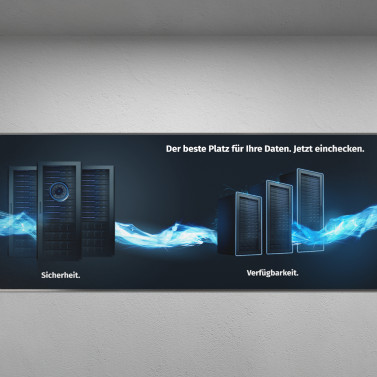 Der beste Platz für Ihre Daten. Jetzt einchecken.
Sicherheit.
Verfügbarkeit.